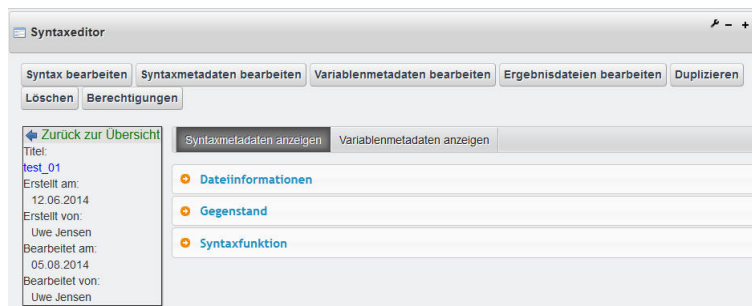 Syntaxeditor
Syntax bearbeiten Syntaxmetadaten bearbeiten Variablenmetadaten bearbeiten Ergebnisdateien bearbeiten Duplizieren
Löschen Berechtigungen
Zurück zur Übersicht
Titel:
test_01
Erstellt am:
12.06.2014
Erstellt von:
Uwe Jensen
Bearbeitet am:
05.08.2014
Bearbeitet von:
Uwe Jensen
Syntaxmetadaten anzeigen Variablenmetadaten anzeigen
Dateiinformationen
Gegenstand
Syntaxfunktion